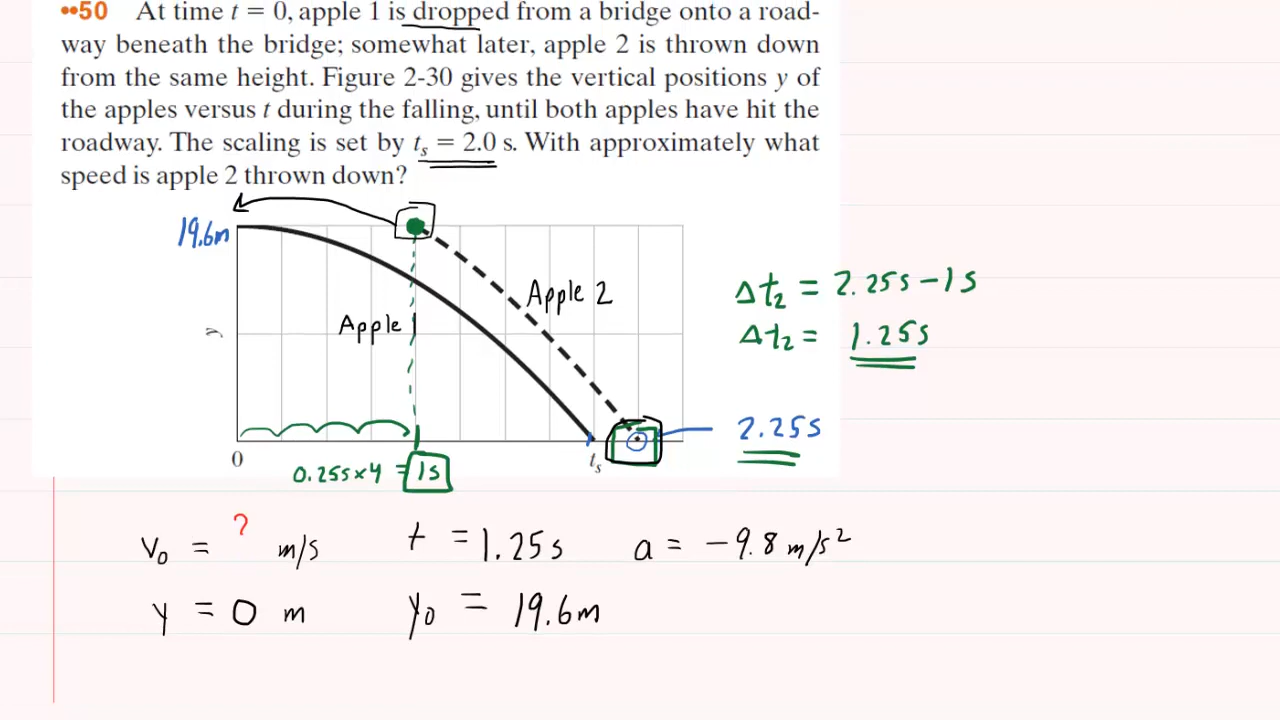 ••50 At time t = 0, apple 1 is dropped from a bridge onto a road-
way beneath the bridge; somewhat later, apple 2 is thrown down
from the same height. Figure 2-30 gives the vertical positions y of
the apples versus t during the falling, until both apples have hit the
roadway. The scaling is set by tₛ = 2.0 s. With approximately what
speed is apple 2 thrown down?
19.6m
Apple 2
Δt₂ = 2.25s – 1s
Apple 1
y
Δt₂ = 1.25s
2.25s
0
tₛ
0.25s×4 = 1s
v₀ = ? m/s
t = 1.25 s
a = –9.8 m/s²
y = 0 m
y₀ = 19.6m